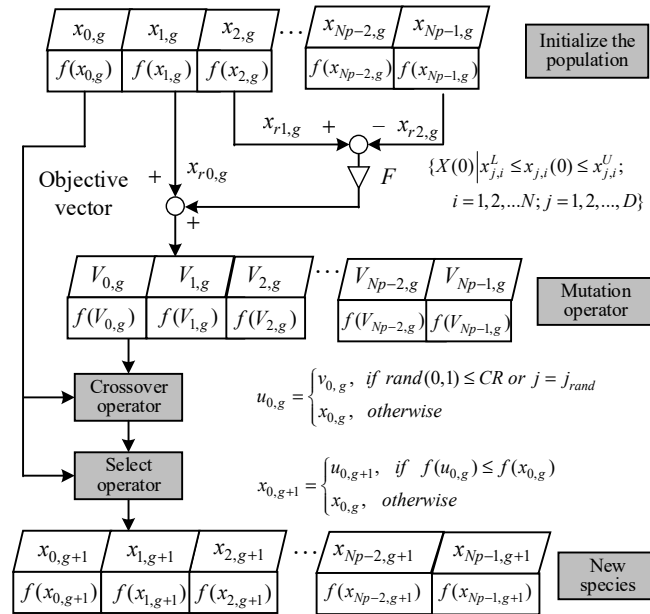 x_{0,g} x_{1,g} x_{2,g} ... x_{Np−2,g} x_{Np−1,g}
f(x_{0,g}) f(x_{1,g}) f(x_{2,g}) f(x_{Np−2,g}) f(x_{Np−1,g})
Initialize the
population
x_{r1,g} + − x_{r2,g}
+ x_{r0,g}
F
Objective
vector
+
{X(0)|x_{j,i}^L ≤ x_{j,i}(0) ≤ x_{j,i}^U;
i = 1,2,...N; j = 1,2,...,D}
V_{0,g} V_{1,g} V_{2,g} ... V_{Np−2,g} V_{Np−1,g}
f(V_{0,g}) f(V_{1,g}) f(V_{2,g}) f(V_{Np−2,g}) f(V_{Np−1,g})
Mutation
operator
Crossover
operator
u_{0,g} = { v_{0,g}, if rand(0,1) ≤ CR or j = j_{rand}
x_{0,g}, otherwise
Select
operator
x_{0,g+1} = { u_{0,g+1}, if f(u_{0,g}) ≤ f(x_{0,g})
x_{0,g}, otherwise
x_{0,g+1} x_{1,g+1} x_{2,g+1} ... x_{Np−2,g+1} x_{Np−1,g+1}
f(x_{0,g+1}) f(x_{1,g+1}) f(x_{2,g+1}) f(x_{Np−2,g+1}) f(x_{Np−1,g+1})
New
species